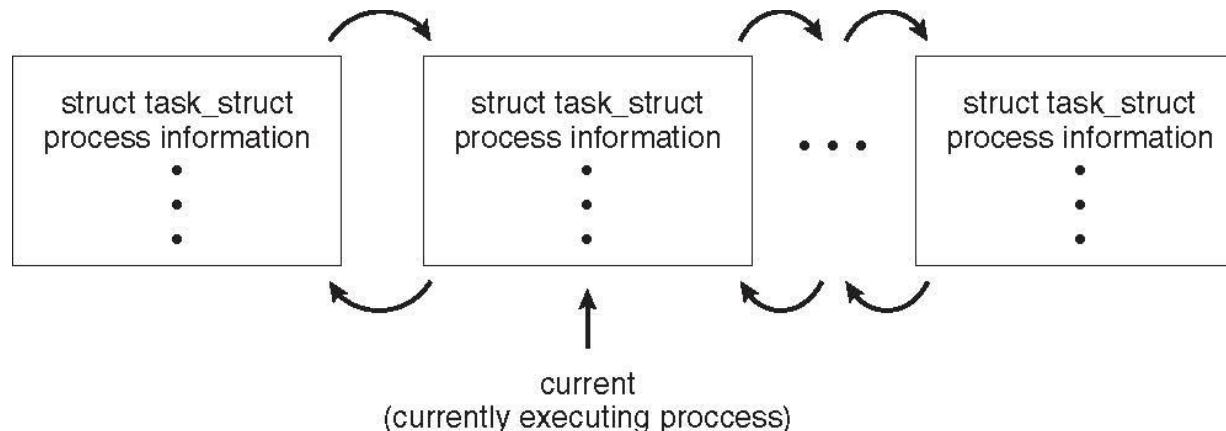 struct task_struct
process information
struct task_struct
process information
struct task_struct
process information
current
(currently executing proccess)